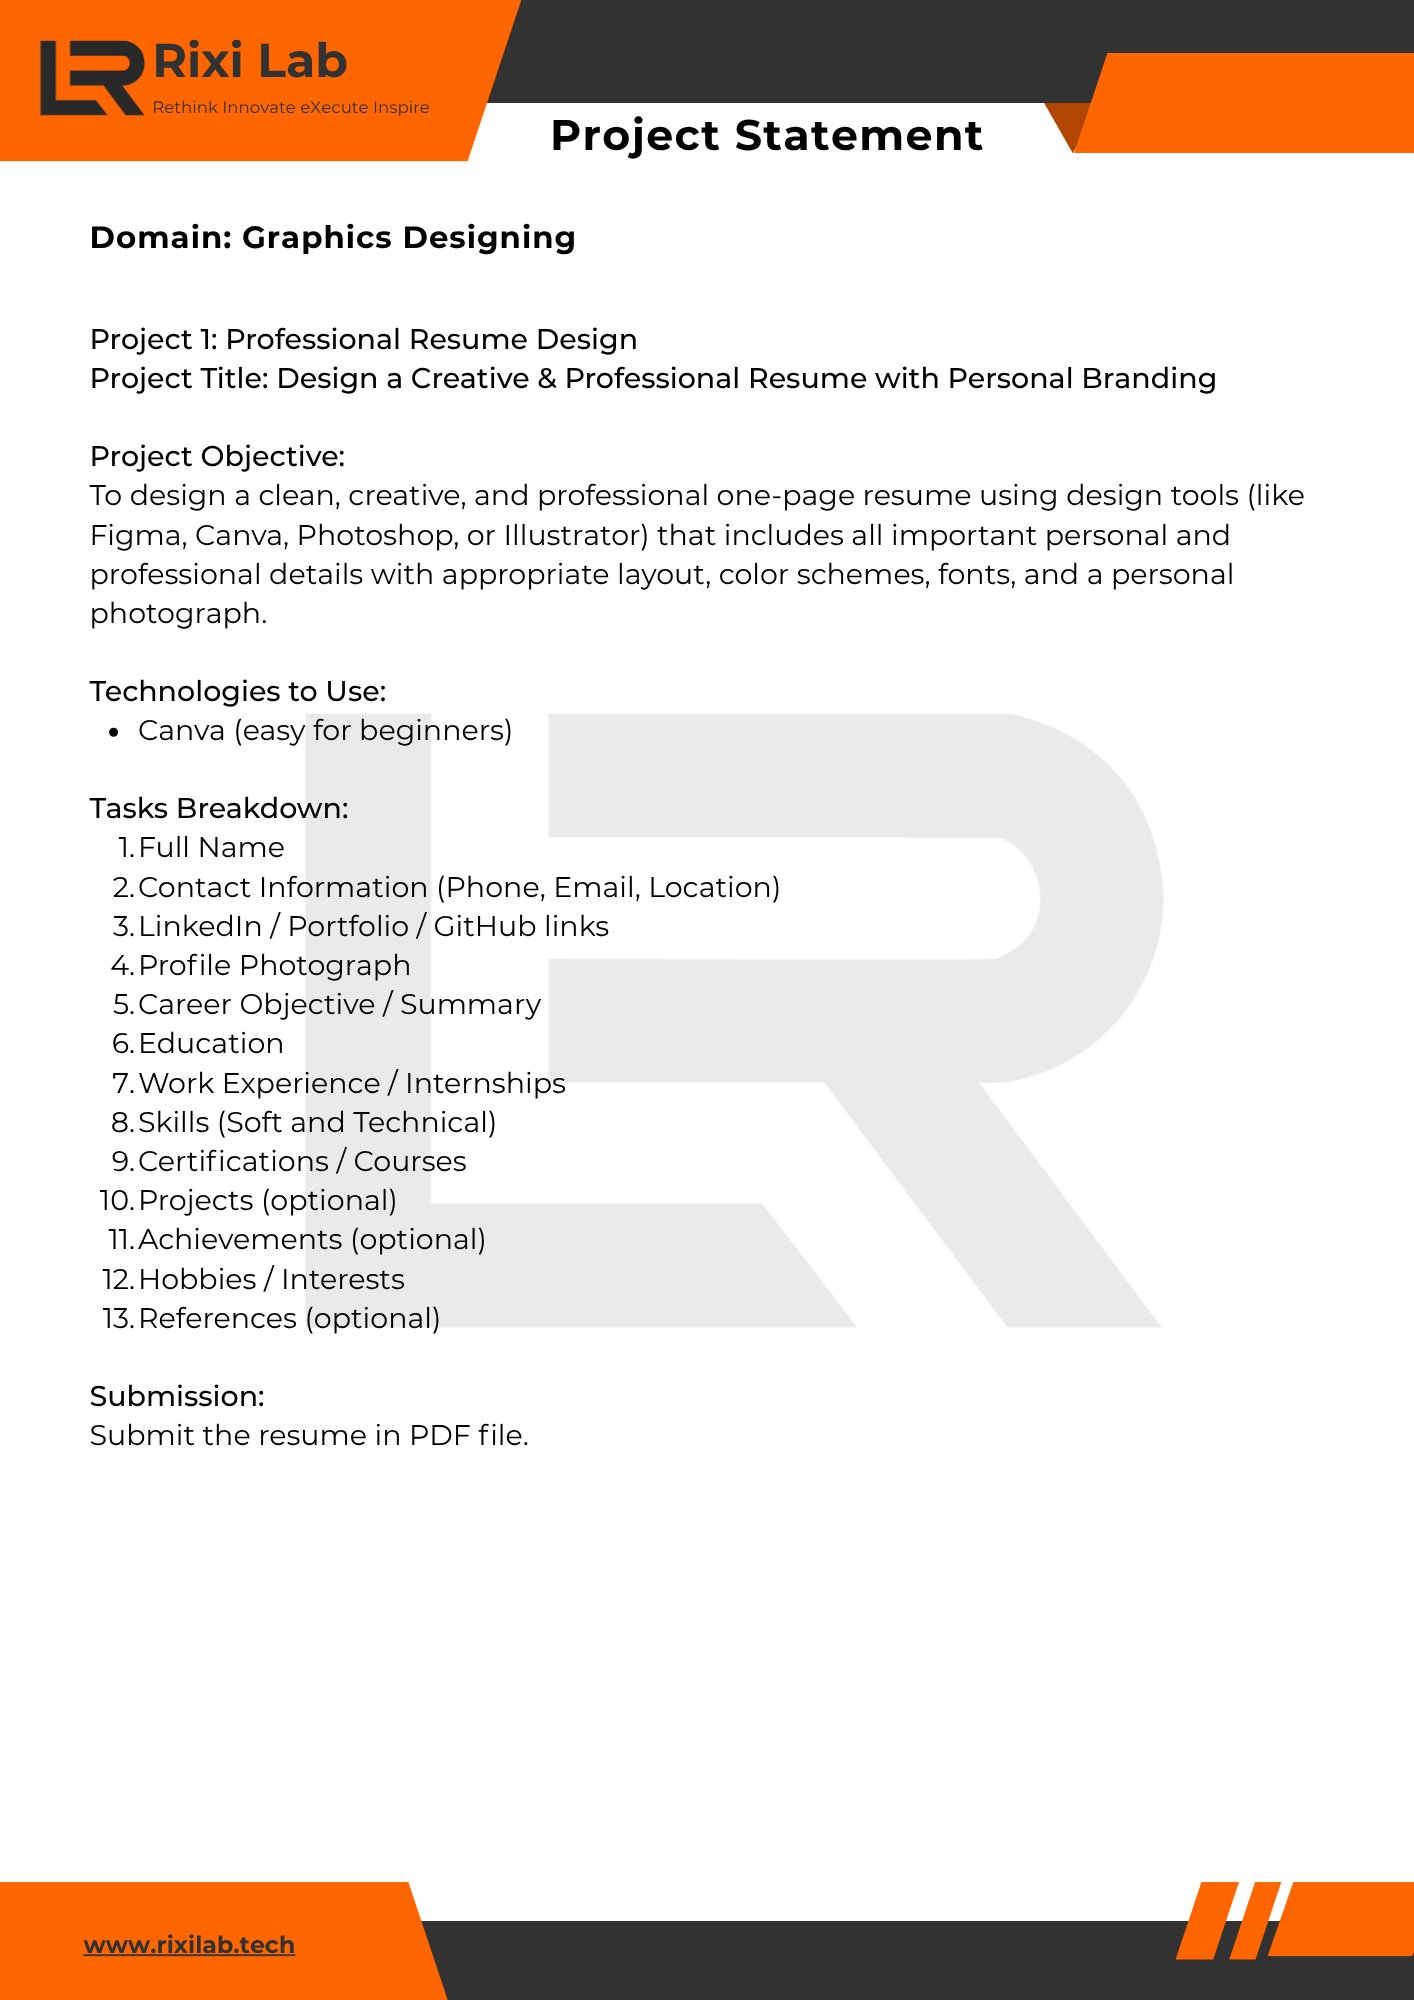 Rixi Lab
Rethink Innovate eXecute Inspire
Project Statement
Domain: Graphics Designing
Project 1: Professional Resume Design
Project Title: Design a Creative & Professional Resume with Personal Branding
Project Objective:
To design a clean, creative, and professional one-page resume using design tools (like
Figma, Canva, Photoshop, or Illustrator) that includes all important personal and
professional details with appropriate layout, color schemes, fonts, and a personal
photograph.
Technologies to Use:
• Canva (easy for beginners)
Tasks Breakdown:
1. Full Name
2. Contact Information (Phone, Email, Location)
3. LinkedIn / Portfolio / GitHub links
4. Profile Photograph
5. Career Objective / Summary
6. Education
7. Work Experience / Internships
8. Skills (Soft and Technical)
9. Certifications / Courses
10. Projects (optional)
11. Achievements (optional)
12. Hobbies / Interests
13. References (optional)
Submission:
Submit the resume in PDF file.
www.rixilab.tech